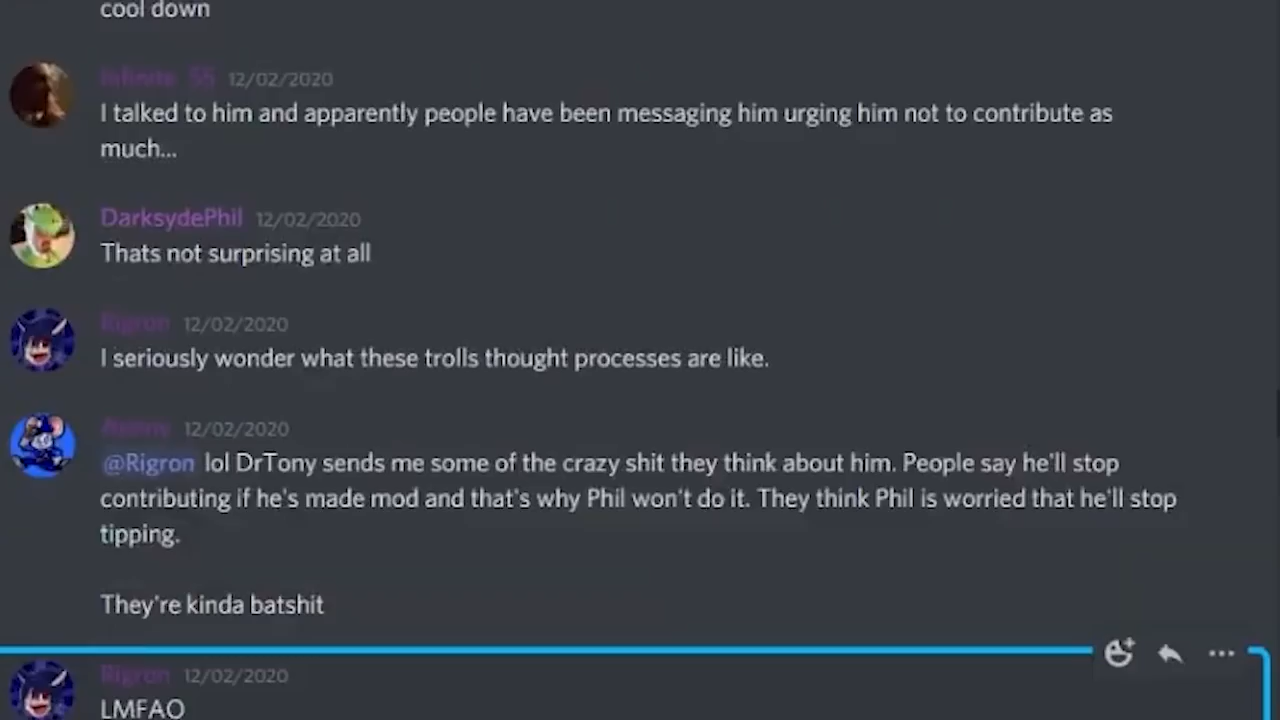 cool down
Infinite 55 12/02/2020
I talked to him and apparently people have been messaging him urging him not to contribute as
much...
DarksydePhil 12/02/2020
Thats not surprising at all
Rigron 12/02/2020
I seriously wonder what these trolls thought processes are like.
12/02/2020
@Rigron lol DrTony sends me some of the crazy shit they think about him. People say he'll stop
contributing if he's made mod and that's why Phil won't do it. They think Phil is worried that he'll stop
tipping.
They're kinda batshit
Rigron 12/02/2020
LMFAO